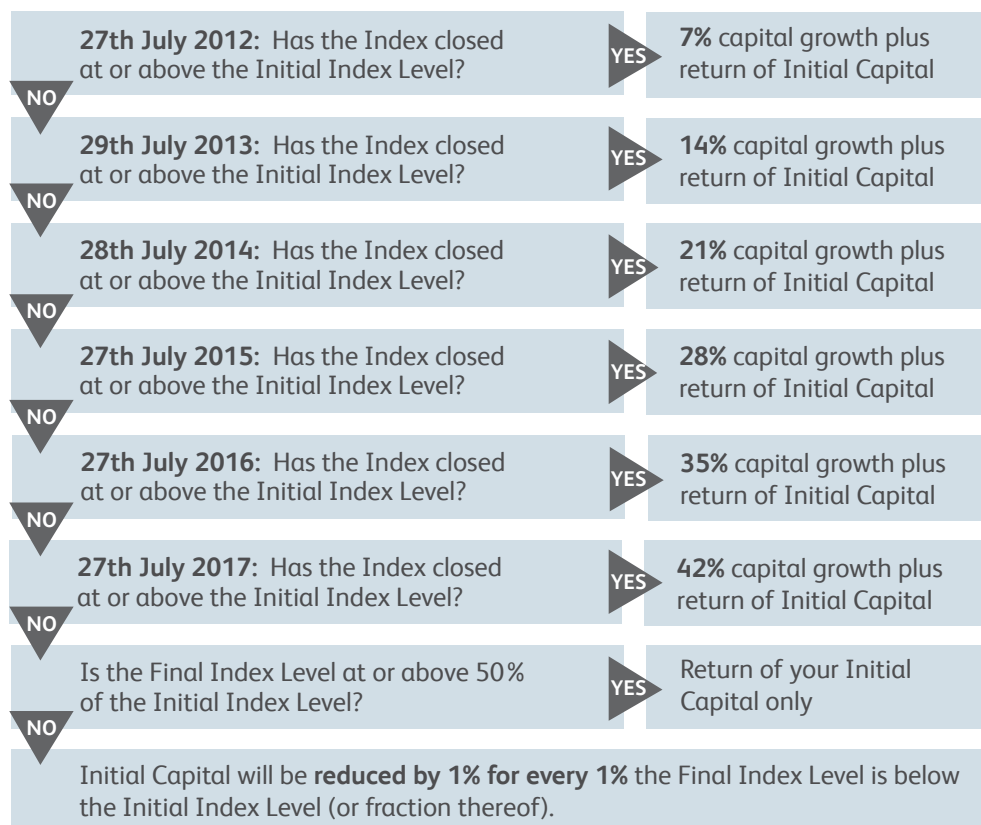 27th July 2012: Has the Index closed
at or above the Initial Index Level?
YES
7% capital growth plus
return of Initial Capital
NO
29th July 2013: Has the Index closed
at or above the Initial Index Level?
YES
14% capital growth plus
return of Initial Capital
NO
28th July 2014: Has the Index closed
at or above the Initial Index Level?
YES
21% capital growth plus
return of Initial Capital
NO
27th July 2015: Has the Index closed
at or above the Initial Index Level?
YES
28% capital growth plus
return of Initial Capital
NO
27th July 2016: Has the Index closed
at or above the Initial Index Level?
YES
35% capital growth plus
return of Initial Capital
NO
27th July 2017: Has the Index closed
at or above the Initial Index Level?
YES
42% capital growth plus
return of Initial Capital
NO
Is the Final Index Level at or above 50%
of the Initial Index Level?
YES
Return of your Initial
Capital only
NO
Initial Capital will be reduced by 1% for every 1% the Final Index Level is below
the Initial Index Level (or fraction thereof).